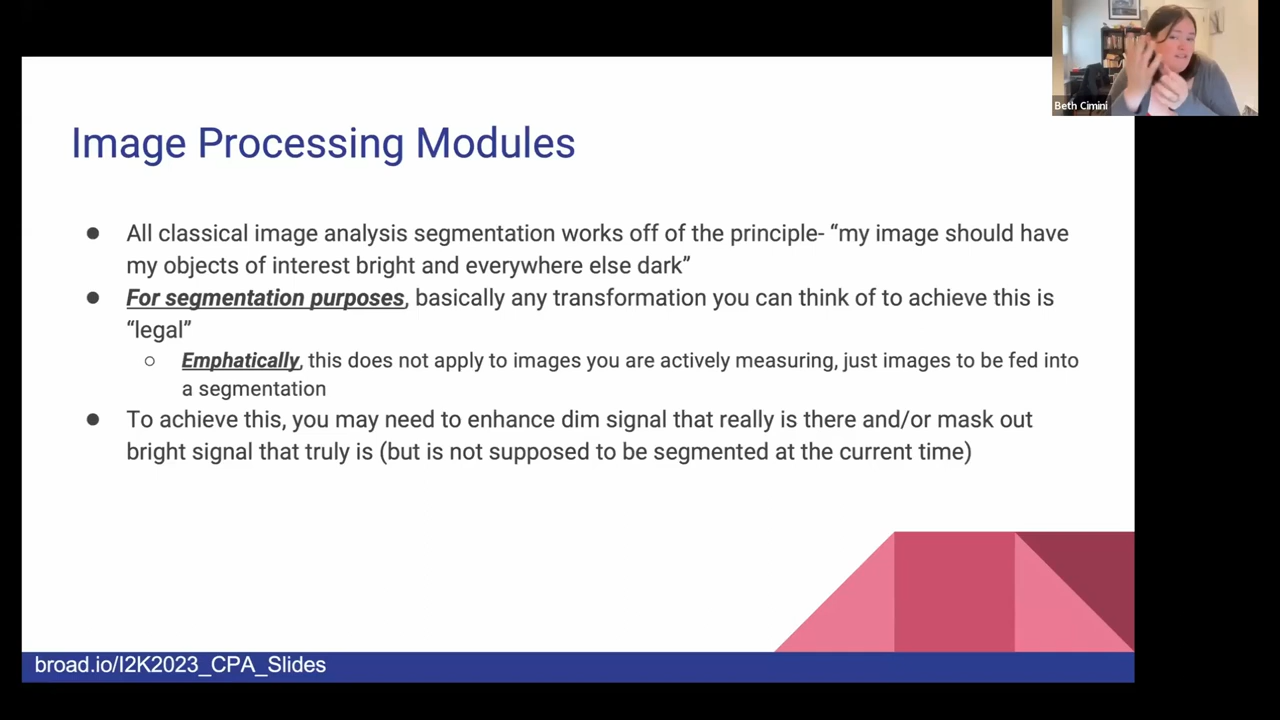 Beth Cimini
Image Processing Modules
● All classical image analysis segmentation works off of the principle- “my image should have
my objects of interest bright and everywhere else dark”
● For segmentation purposes, basically any transformation you can think of to achieve this is
“legal”
○ Emphatically, this does not apply to images you are actively measuring, just images to be fed into
a segmentation
● To achieve this, you may need to enhance dim signal that really is there and/or mask out
bright signal that truly is (but is not supposed to be segmented at the current time)
broad.io/I2K2023_CPA_Slides